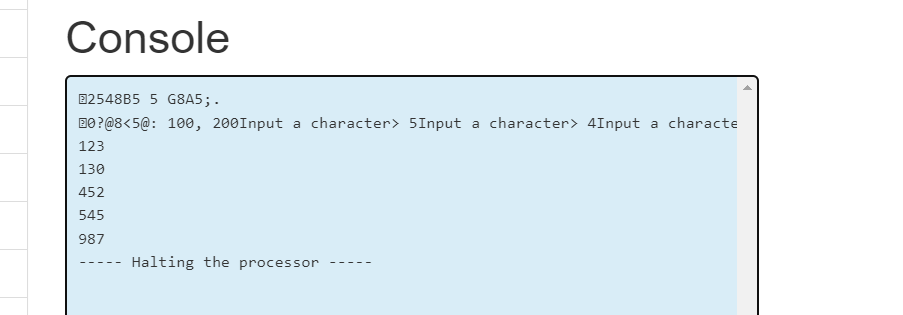 Console
2548B5 5 G8A5;.
0?@8<5@: 100, 200Input a character> 5Input a character> 4Input a characte
123
130
452
545
987
----- Halting the processor -----